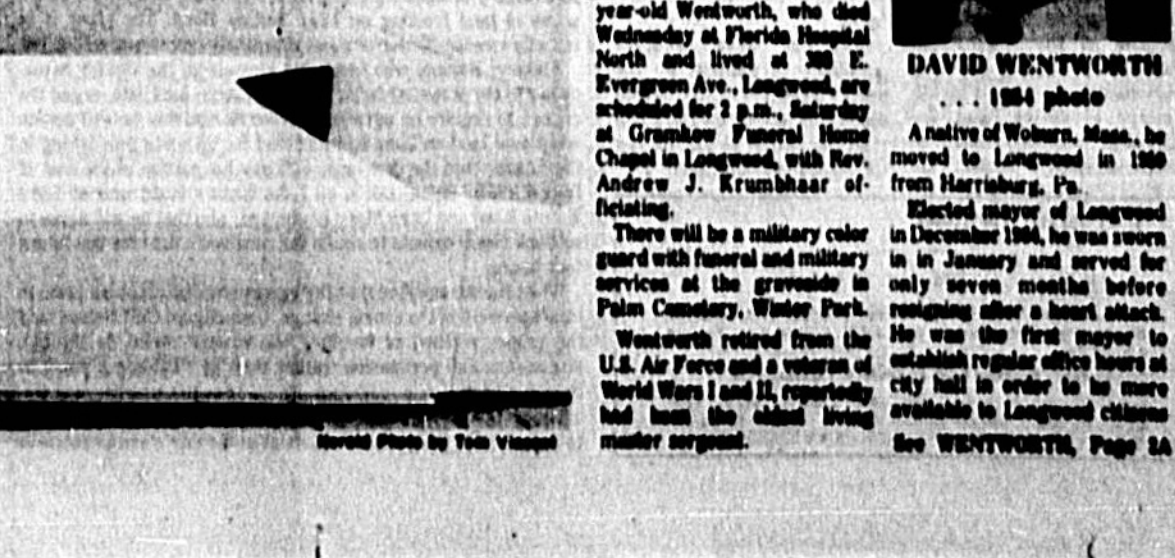 year-old Wentworth, who died
Wednesday at Florida Hospital
North and lived at E.
Evergreen Ave., Longwood, are
scheduled for 2 p.m., Saturday
at Gramkow Funeral Home
Chapel in Longwood, with Rev.
Andrew J. Krumbhaar of-
ficiating.
There will be a military color
guard with funeral and military
services at the graveside in
Palm Cemetery, Winter Park.
Wentworth retired from the
U.S. Air Force and a veteran of
World Wars I and II, reportedly
had been the oldest living
master sergeant.
DAVID WENTWORTH
. . . 1984 photo
A native of Woburn, Mass., he
moved to Longwood in
from Harrisburg, Pa.
Elected mayor of Longwood
in December 1984, he was sworn
in in January and served for
only seven months before
resigning after a heart attack.
He was the first mayor to
establish regular office hours at
city hall in order to be more
available to Longwood citizens
See WENTWORTH, Page 2A
Herald Photo by Tom Vincent